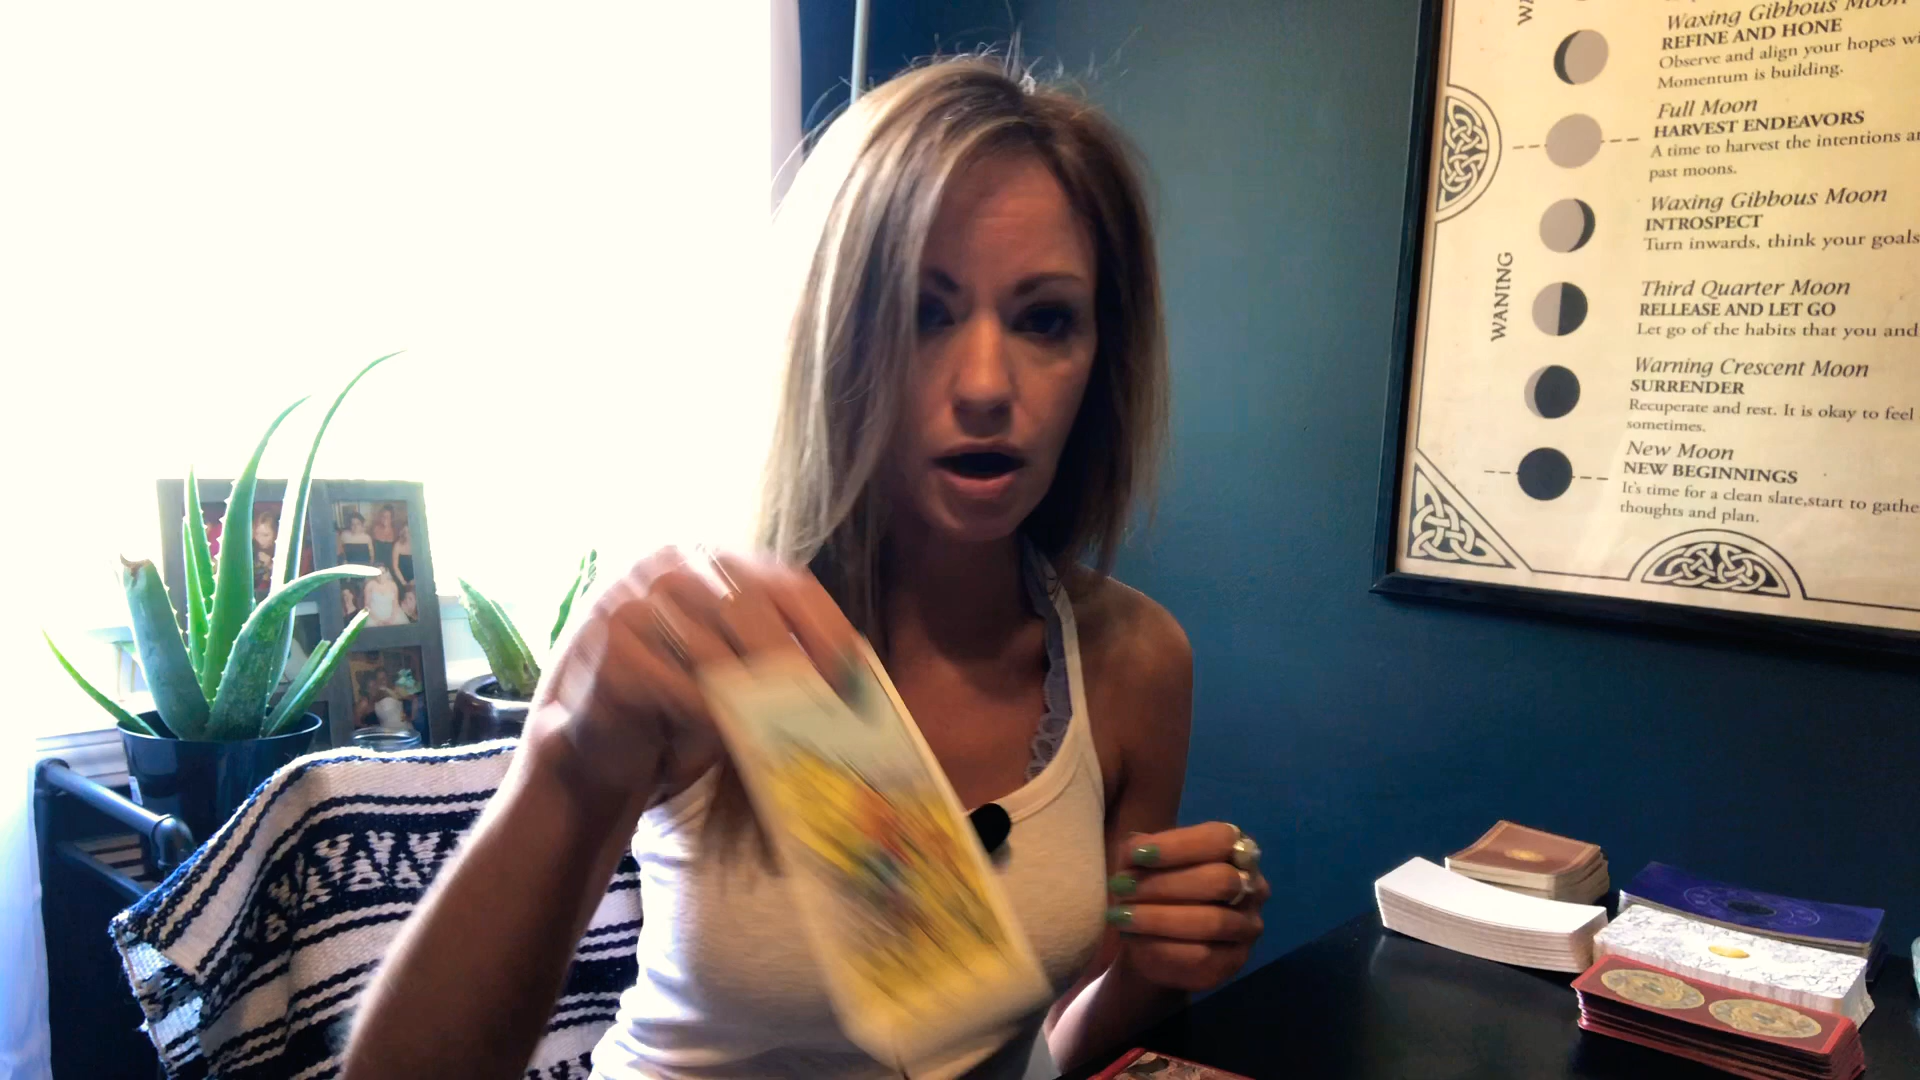 Waxing Gibbous Moon
REFINE AND HONE
Observe and align your hopes
Momentum is building.
Full Moon
HARVEST ENDEAVORS
A time to harvest the intentions
past moons.
Waxing Gibbous Moon
INTROSPECT
Turn inwards, think your goals
WANING
Third Quarter Moon
RELLEASE AND LET GO
Let go of the habits that you and
Warning Crescent Moon
SURRENDER
Recuperate and rest. It is okay to feel
sometimes.
New Moon
NEW BEGINNINGS
It's time for a clean slate,start to
thoughts and plan.